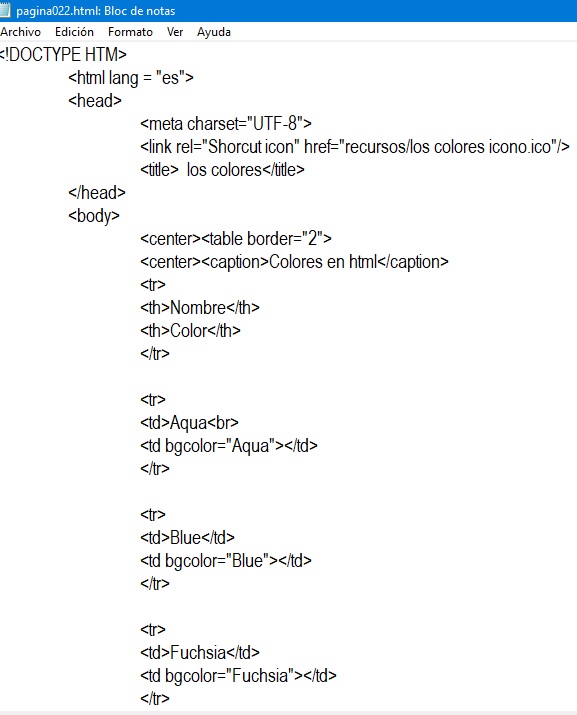 pagina022.html: Bloc de notas
Archivo Edición Formato Ver Ayuda
<!DOCTYPE HTM>
<html lang = "es">
<head>
<meta charset="UTF-8">
<link rel="Shorcut icon" href="recursos/los colores icono.ico"/>
<title> los colores</title>
</head>
<body>
<center><table border="2">
<center><caption>Colores en html</caption>
<tr>
<th>Nombre</th>
<th>Color</th>
</tr>
<tr>
<td>Aqua<br>
<td bgcolor="Aqua"></td>
</tr>
<tr>
<td>Blue</td>
<td bgcolor="Blue"></td>
</tr>
<tr>
<td>Fuchsia</td>
<td bgcolor="Fuchsia"></td>
</tr>